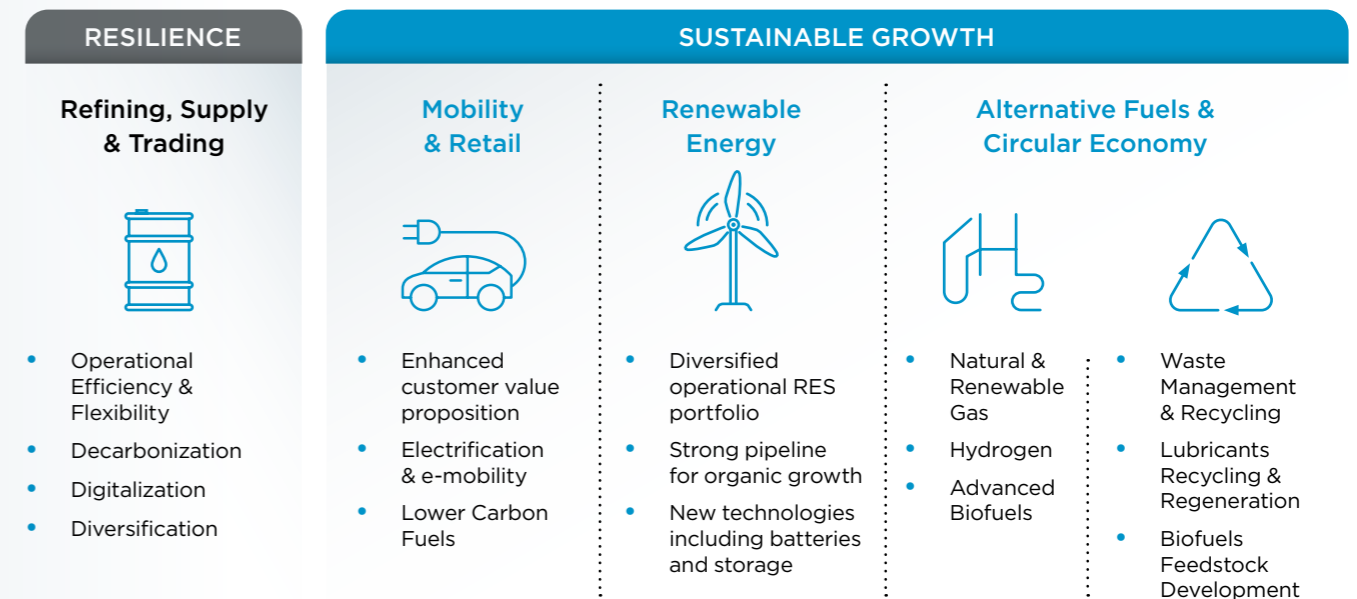 RESILIENCE
SUSTAINABLE GROWTH
Refining, Supply
& Trading
• Operational
Efficiency &
Flexibility
• Decarbonization
• Digitalization
• Diversification
Mobility
& Retail
• Enhanced
customer value
proposition
• Electrification
& e-mobility
• Lower Carbon
Fuels
Renewable
Energy
• Diversified
operational RES
portfolio
• Strong pipeline
for organic growth
• New technologies
including batteries
and storage
Alternative Fuels &
Circular Economy
H2
• Natural &
Renewable
Gas
• Hydrogen
• Advanced
Biofuels
• Waste
Management
& Recycling
• Lubricants
Recycling &
Regeneration
• Biofuels
Feedstock
Development